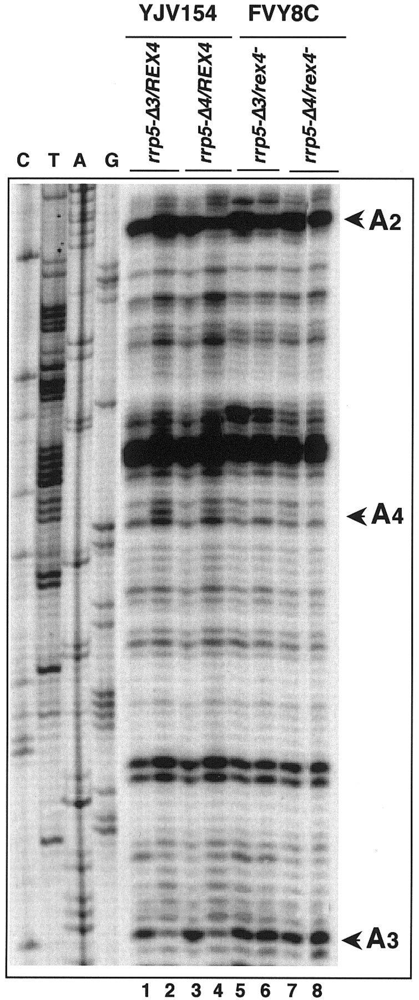 YJV154 FVY8C
rrp5-Δ3/REX4 rrp5-Δ4/REX4 rrp5-Δ3/rex4⁻ rrp5-Δ4/rex4⁻
C T A G
A2
A4
A3
1 2 3 4 5 6 7 8